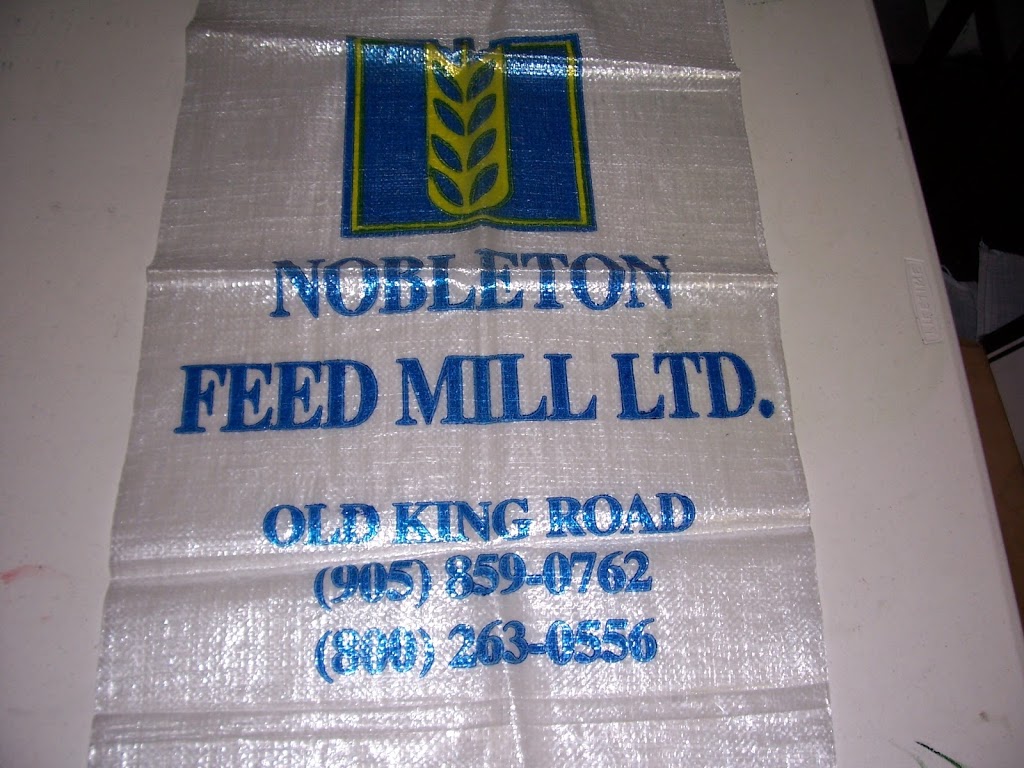 NOBLETON
FEED MILL LTD.
OLD KING ROAD
(905) 859-0762
(800) 263-0556